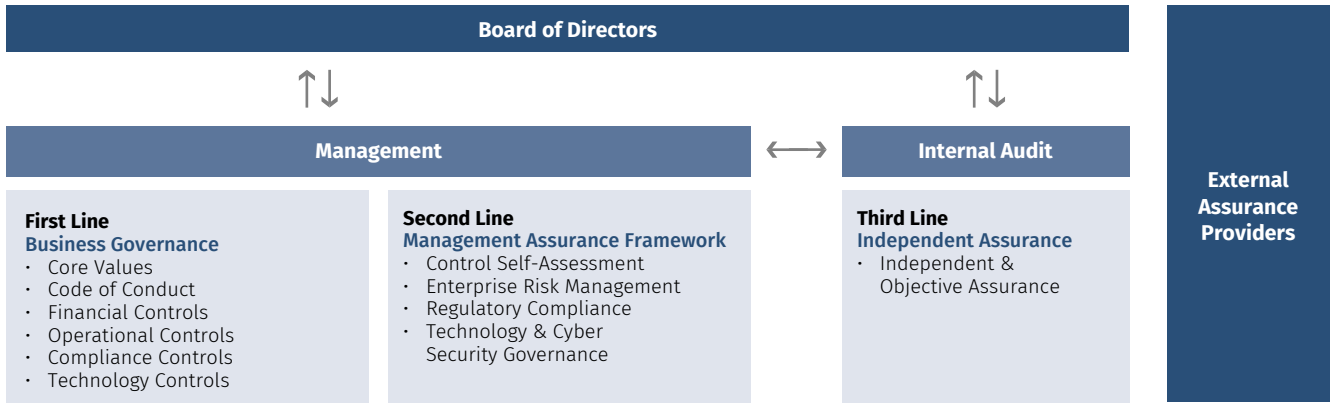 Board of Directors
Management
Internal Audit
First Line
Business Governance
· Core Values
· Code of Conduct
· Financial Controls
· Operational Controls
· Compliance Controls
· Technology Controls
Second Line
Management Assurance Framework
· Control Self-Assessment
· Enterprise Risk Management
· Regulatory Compliance
· Technology & Cyber
Security Governance
Third Line
Independent Assurance
· Independent &
Objective Assurance
External
Assurance
Providers